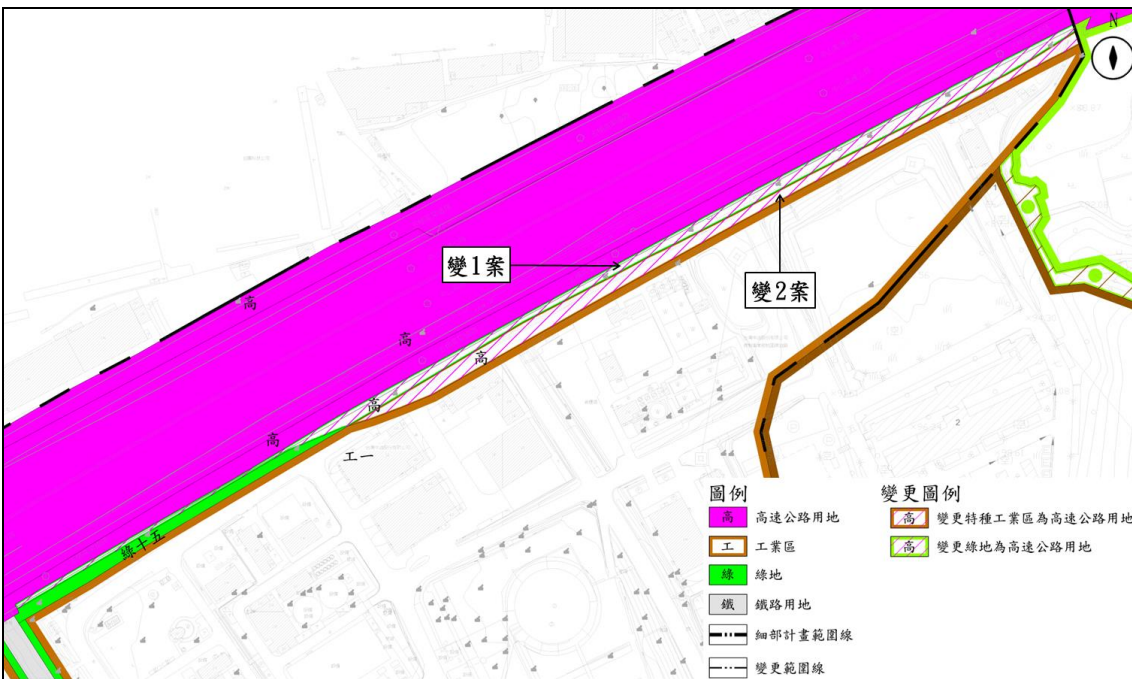 N
高
變1案
變2案
高
高
高
高
工一
綠十五
2
圖例
高 高速公路用地
工 工業區
綠 綠地
鐵 鐵路用地
細部計畫範圍線
變更範圍線
變更圖例
高 變更特種工業區為高速公路用地
高 變更綠地為高速公路用地